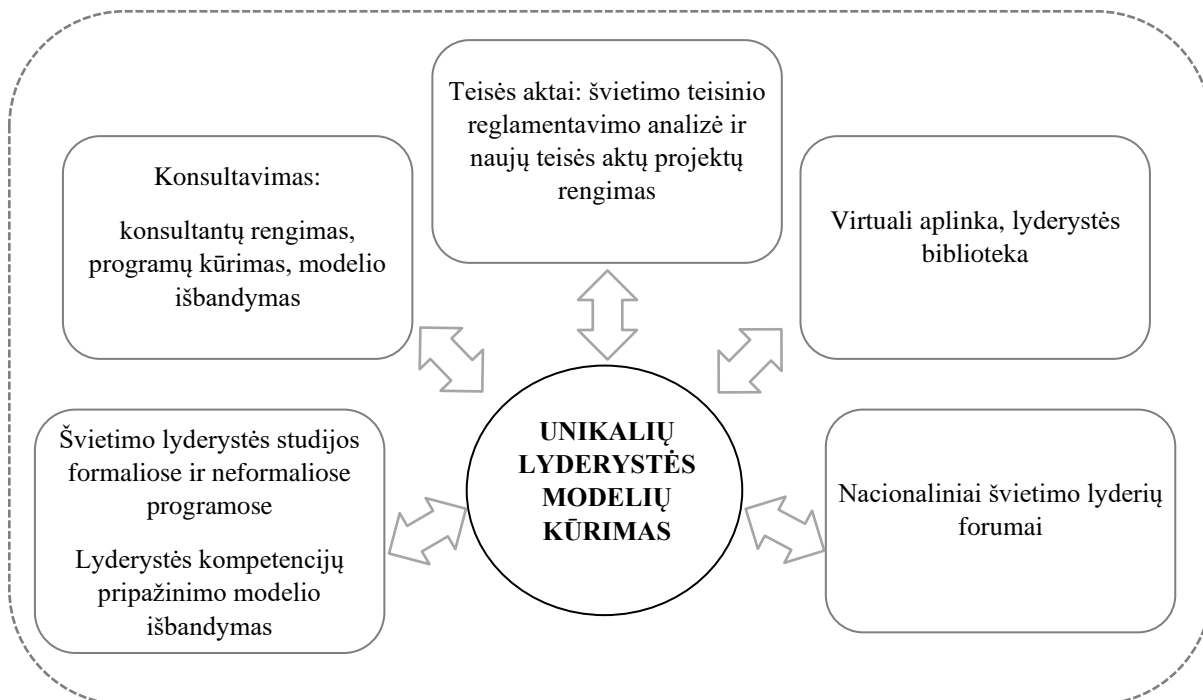 Teisės aktai: švietimo teisinio
reglamentavimo analizė ir
naujų teisės aktų projektų
rengimas
Konsultavimas:
konsultantų rengimas,
programų kūrimas, modelio
išbandymas
Virtuali aplinka, lyderystės
biblioteka
UNIKALIŲ
LYDERYSTĖS
MODELIŲ
KŪRIMAS
Švietimo lyderystės studijos
formaliose ir neformaliose
programose
Lyderystės kompetencijų
pripažinimo modelio
išbandymas
Nacionaliniai švietimo lyderių
forumai